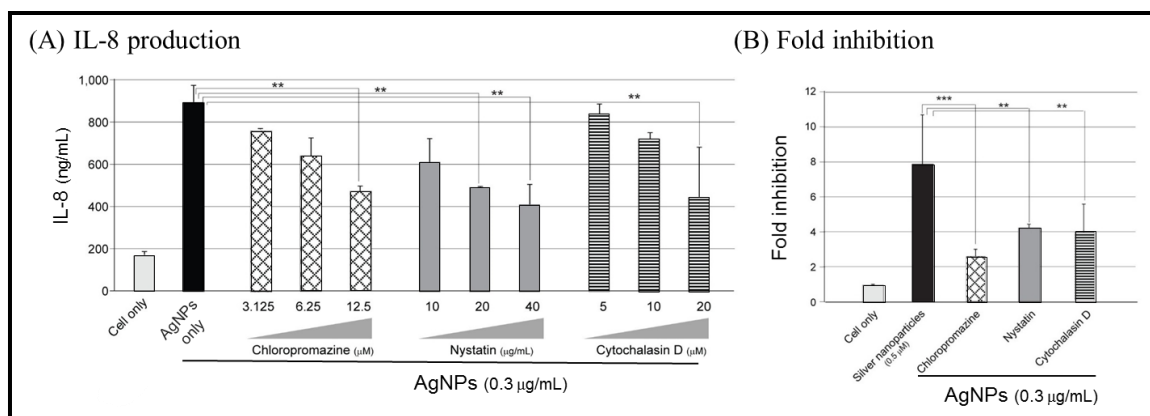 (A) IL-8 production
(B) Fold inhibition
IL-8 (ng/mL)
1,000
800
600
400
200
0
**
**
**
**
Cell only
AgNPs only
3.125 6.25 12.5
10 20 40
5 10 20
Chloropromazine (μM)
Nystatin (μg/mL)
Cytochalasin D (μM)
AgNPs (0.3 μg/mL)
Fold inhibition
12
10
8
6
4
2
0
***
**
**
Cell only
Silver nanoparticles
(0.5 μM)
Chloropromazine
Nystatin
Cytochalasin D
AgNPs (0.3 μg/mL)